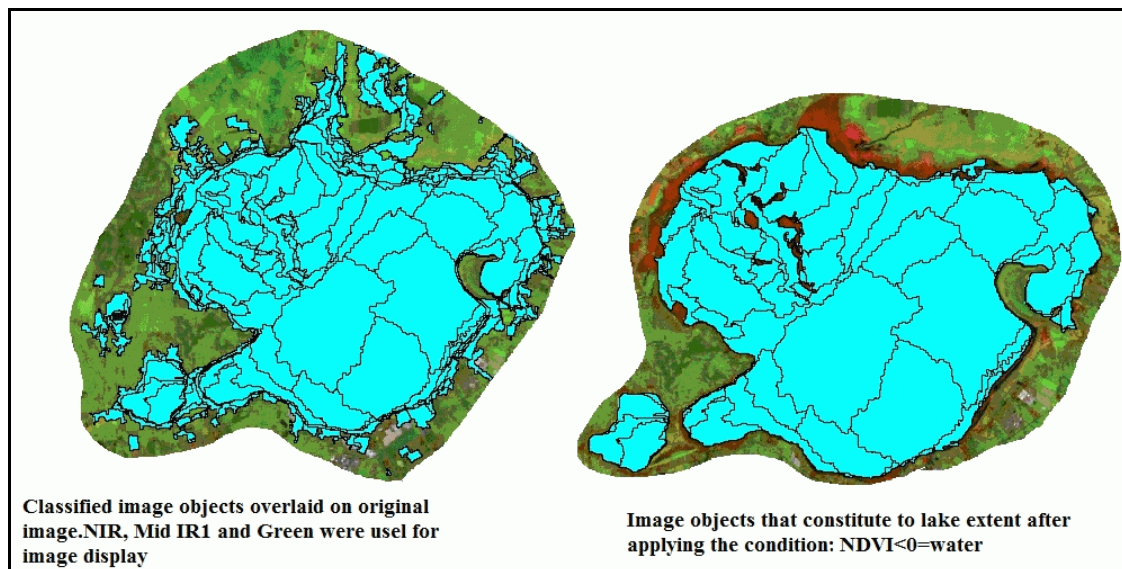 Classified image objects overlaid on original
image.NIR, Mid IR1 and Green were usel for
image display
Image objects that constitute to lake extent after
applying the condition: NDVI<0=water